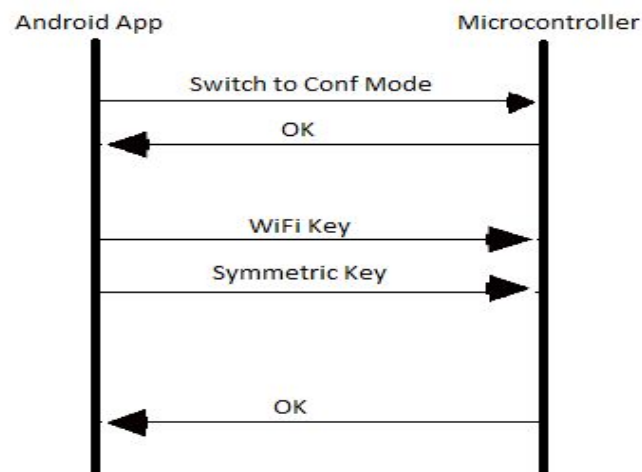 Android App
Microcontroller
Switch to Conf Mode
OK
WiFi Key
Symmetric Key
OK